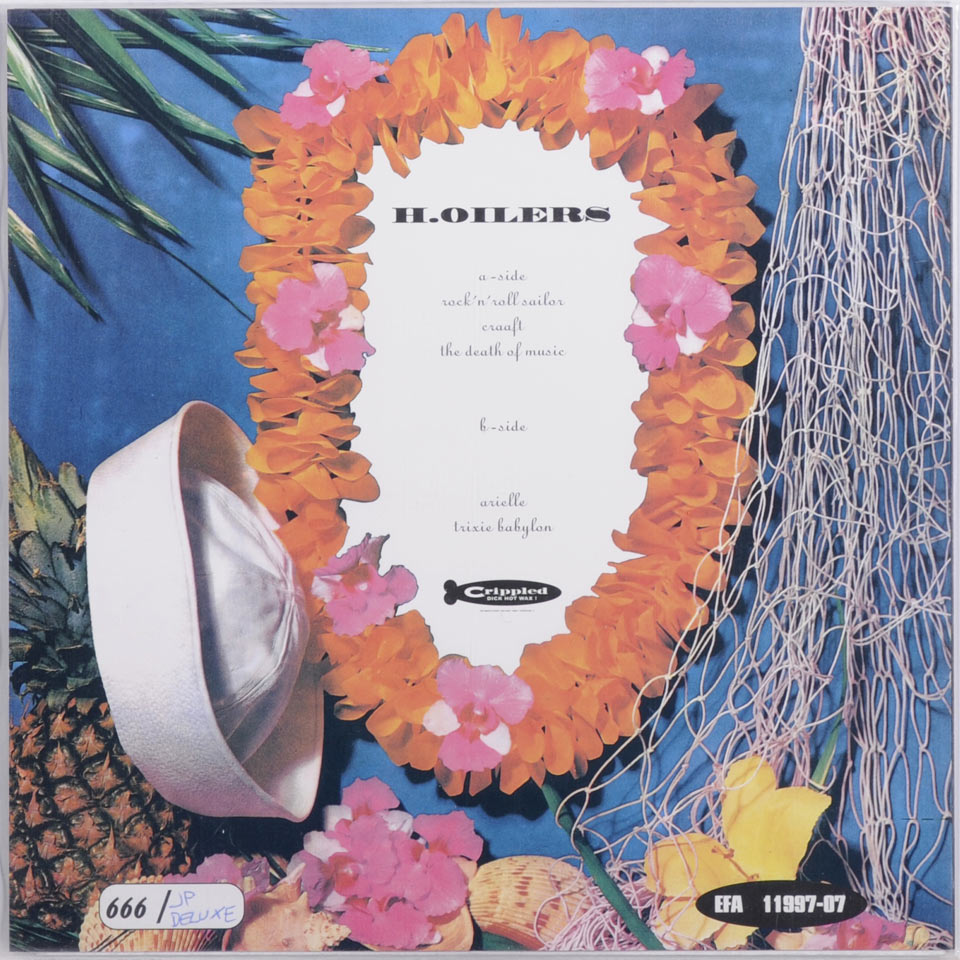 H.OILERS
a-side
rock'n'roll sailor
craaft
the death of music
b-side
arielle
trixie babylon
Crippled
DICK HOT WAX!
666 / JP
DELUXE
EFA 11997-07